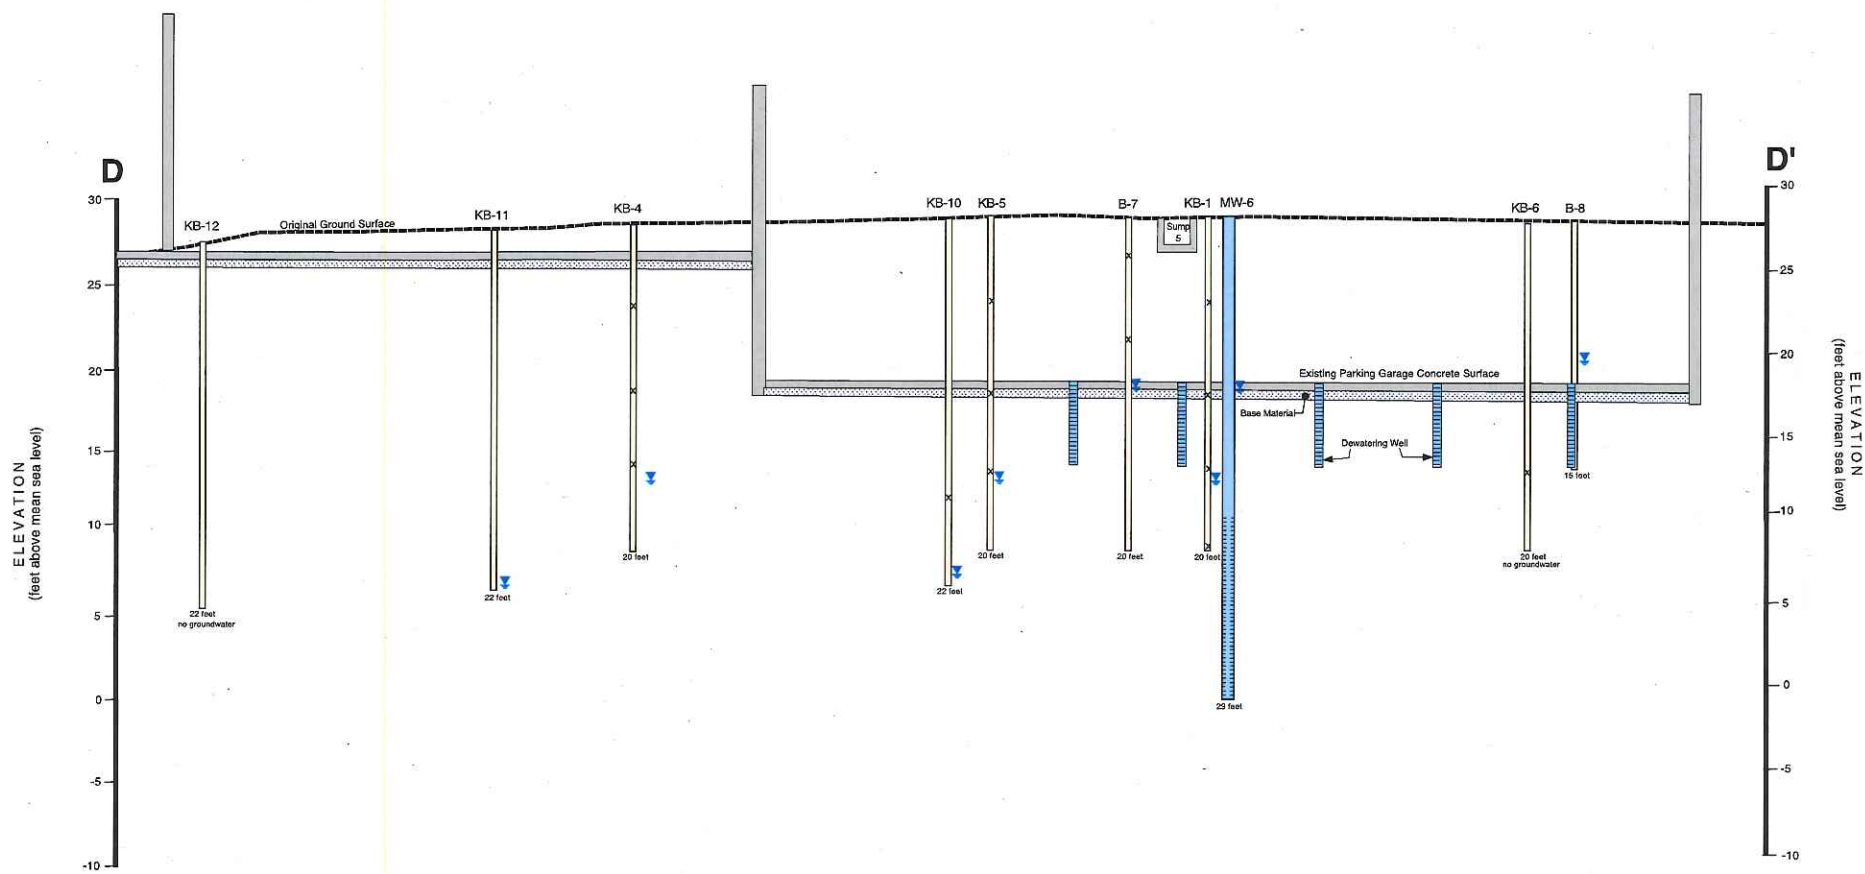 D
D'
30
30
KB-12
Original Ground Surface
KB-11
KB-4
KB-10
KB-5
B-7
KB-1
MW-6
KB-6
B-8
Sump
5
25
25
20
20
Existing Parking Garage Concrete Surface
Base Material
Dewatering Well
15
15
15 feet
10
10
20 feet
20 feet
20 feet
20 feet
20 feet
no groundwater
22 feet
22 feet
22 feet
no groundwater
5
5
0
0
29 feet
-5
-5
-10
-10
ELEVATION
(feet above mean sea level)
ELEVATION
(feet above mean sea level)